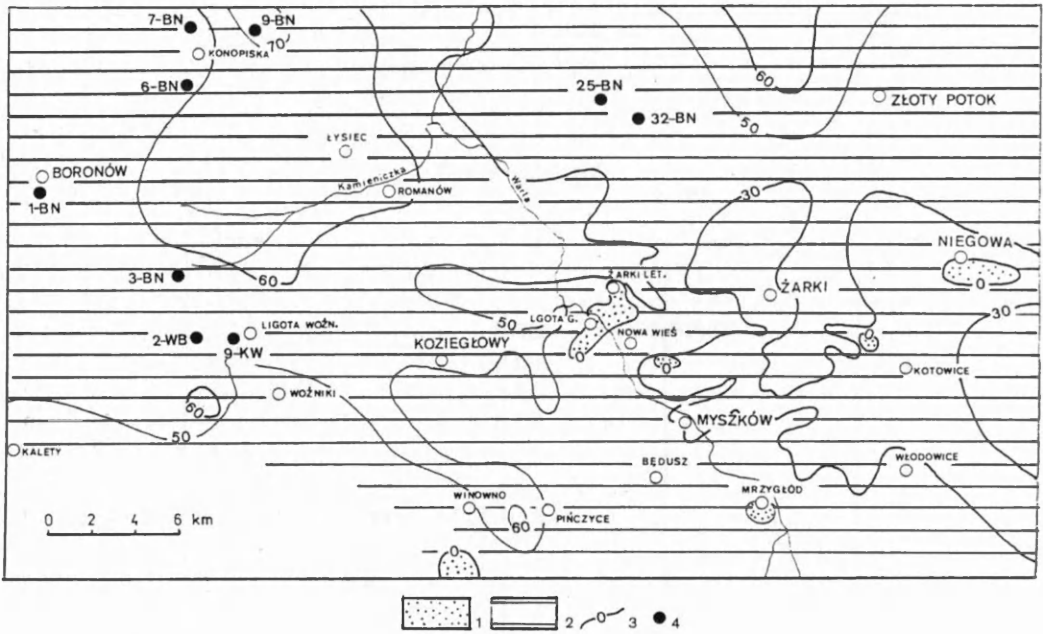 7-BN
9-BN
70
KONOPISKA
60
6-BN
25-BN
ZŁOTY POTOK
32-BN
50
ŁYSIEC
BORONÓW
Kamieniczka
Warta
ROMANÓW
30
1-BN
NIEGOWA
3-BN
60
ŻARKI LET.
ŻARKI
0
50
LGOTA G.
30
2-WB
9-KW
LIGOTA WOŹN.
NOWA WIEŚ
0
KOZIEGŁOWY
0
0
KOTOWICE
60
WOŹNIKI
50
MYSZKÓW
KALETY
BĘDUSZ
WŁODOWICE
MRZYGŁÓD
WINOWNO
0 2 4 6 km
60
PIŃCZYCE
0
1
2
0
3
4